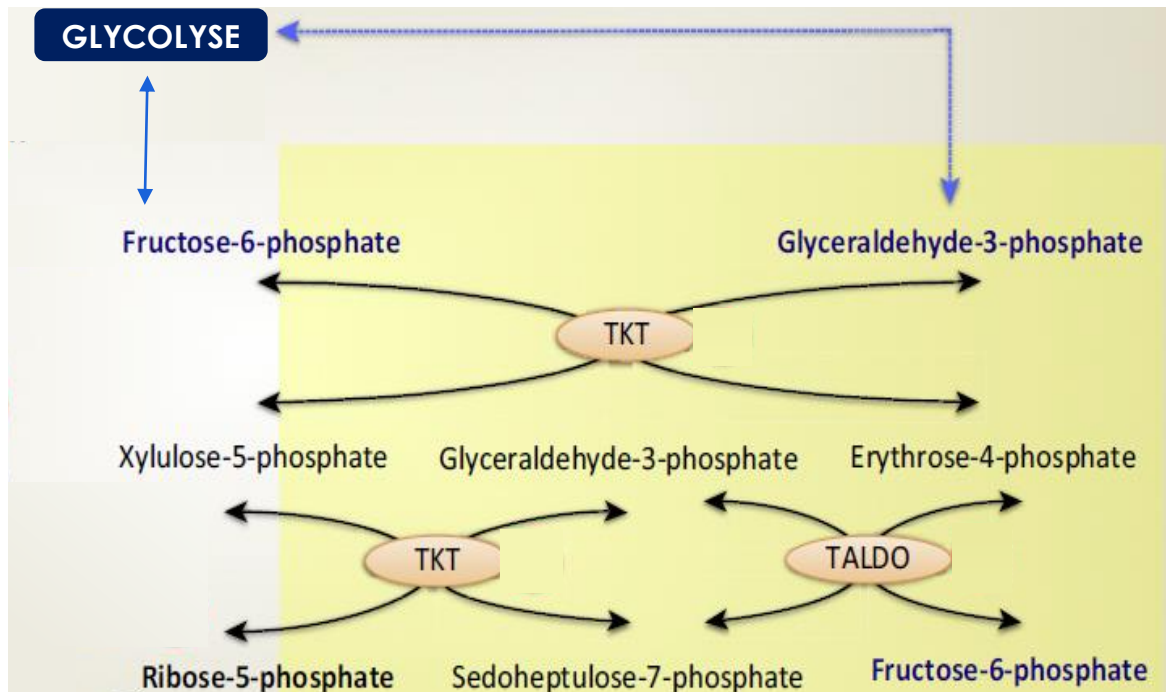 GLYCOLYSE
Fructose-6-phosphate
Glyceraldehyde-3-phosphate
TKT
Xylulose-5-phosphate
Glyceraldehyde-3-phosphate
Erythrose-4-phosphate
TKT
TALDO
Ribose-5-phosphate
Sedoheptulose-7-phosphate
Fructose-6-phosphate